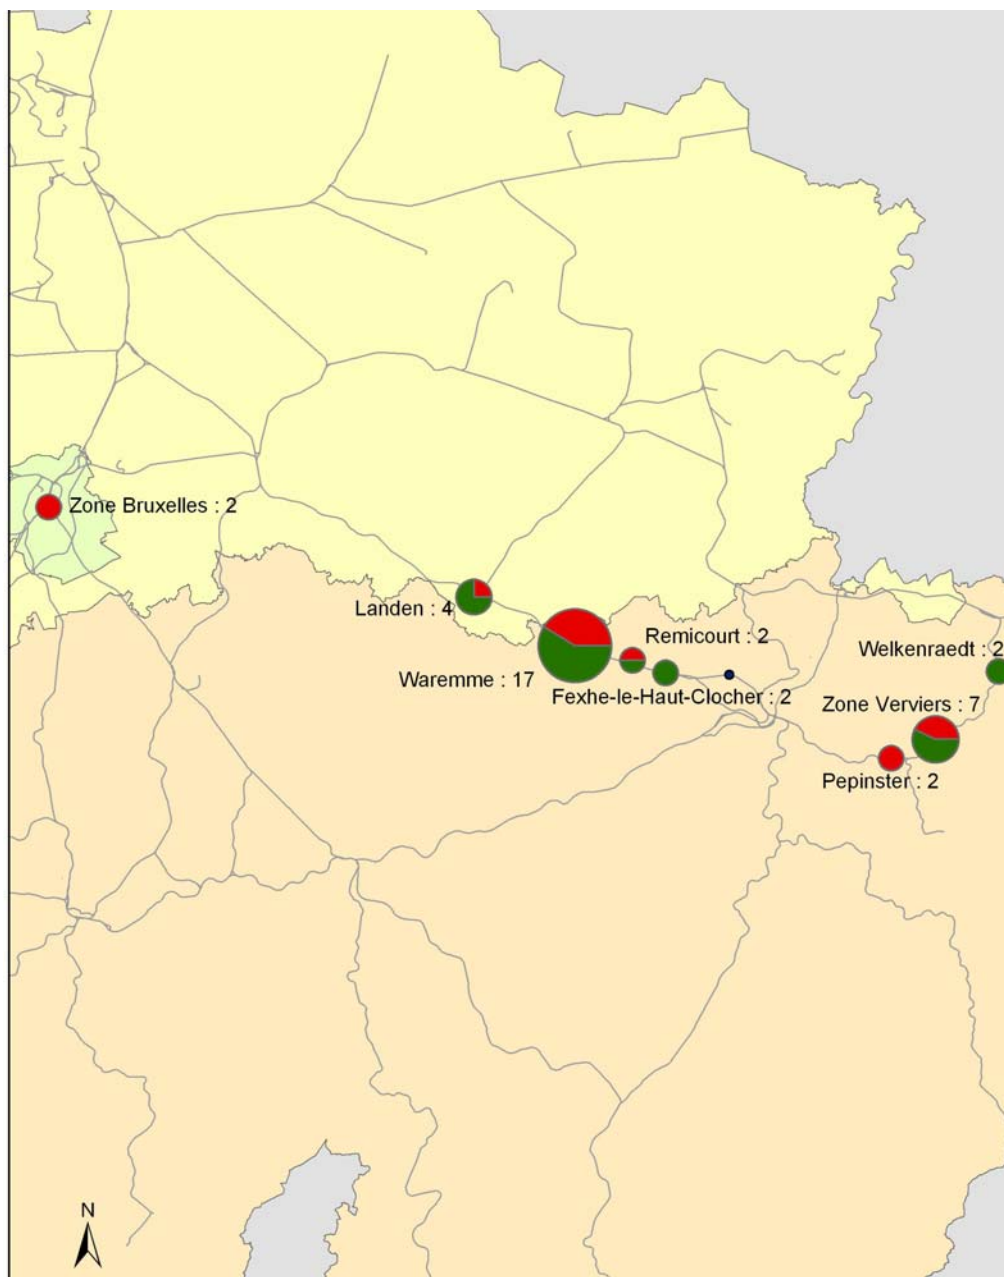 Zone Bruxelles : 2
Landen : 4
Remicourt : 2
Waremme : 17
Welkenraedt : 2
Fexhe-le-Haut-Clocher : 2
Zone Verviers : 7
Pepinster : 2
N